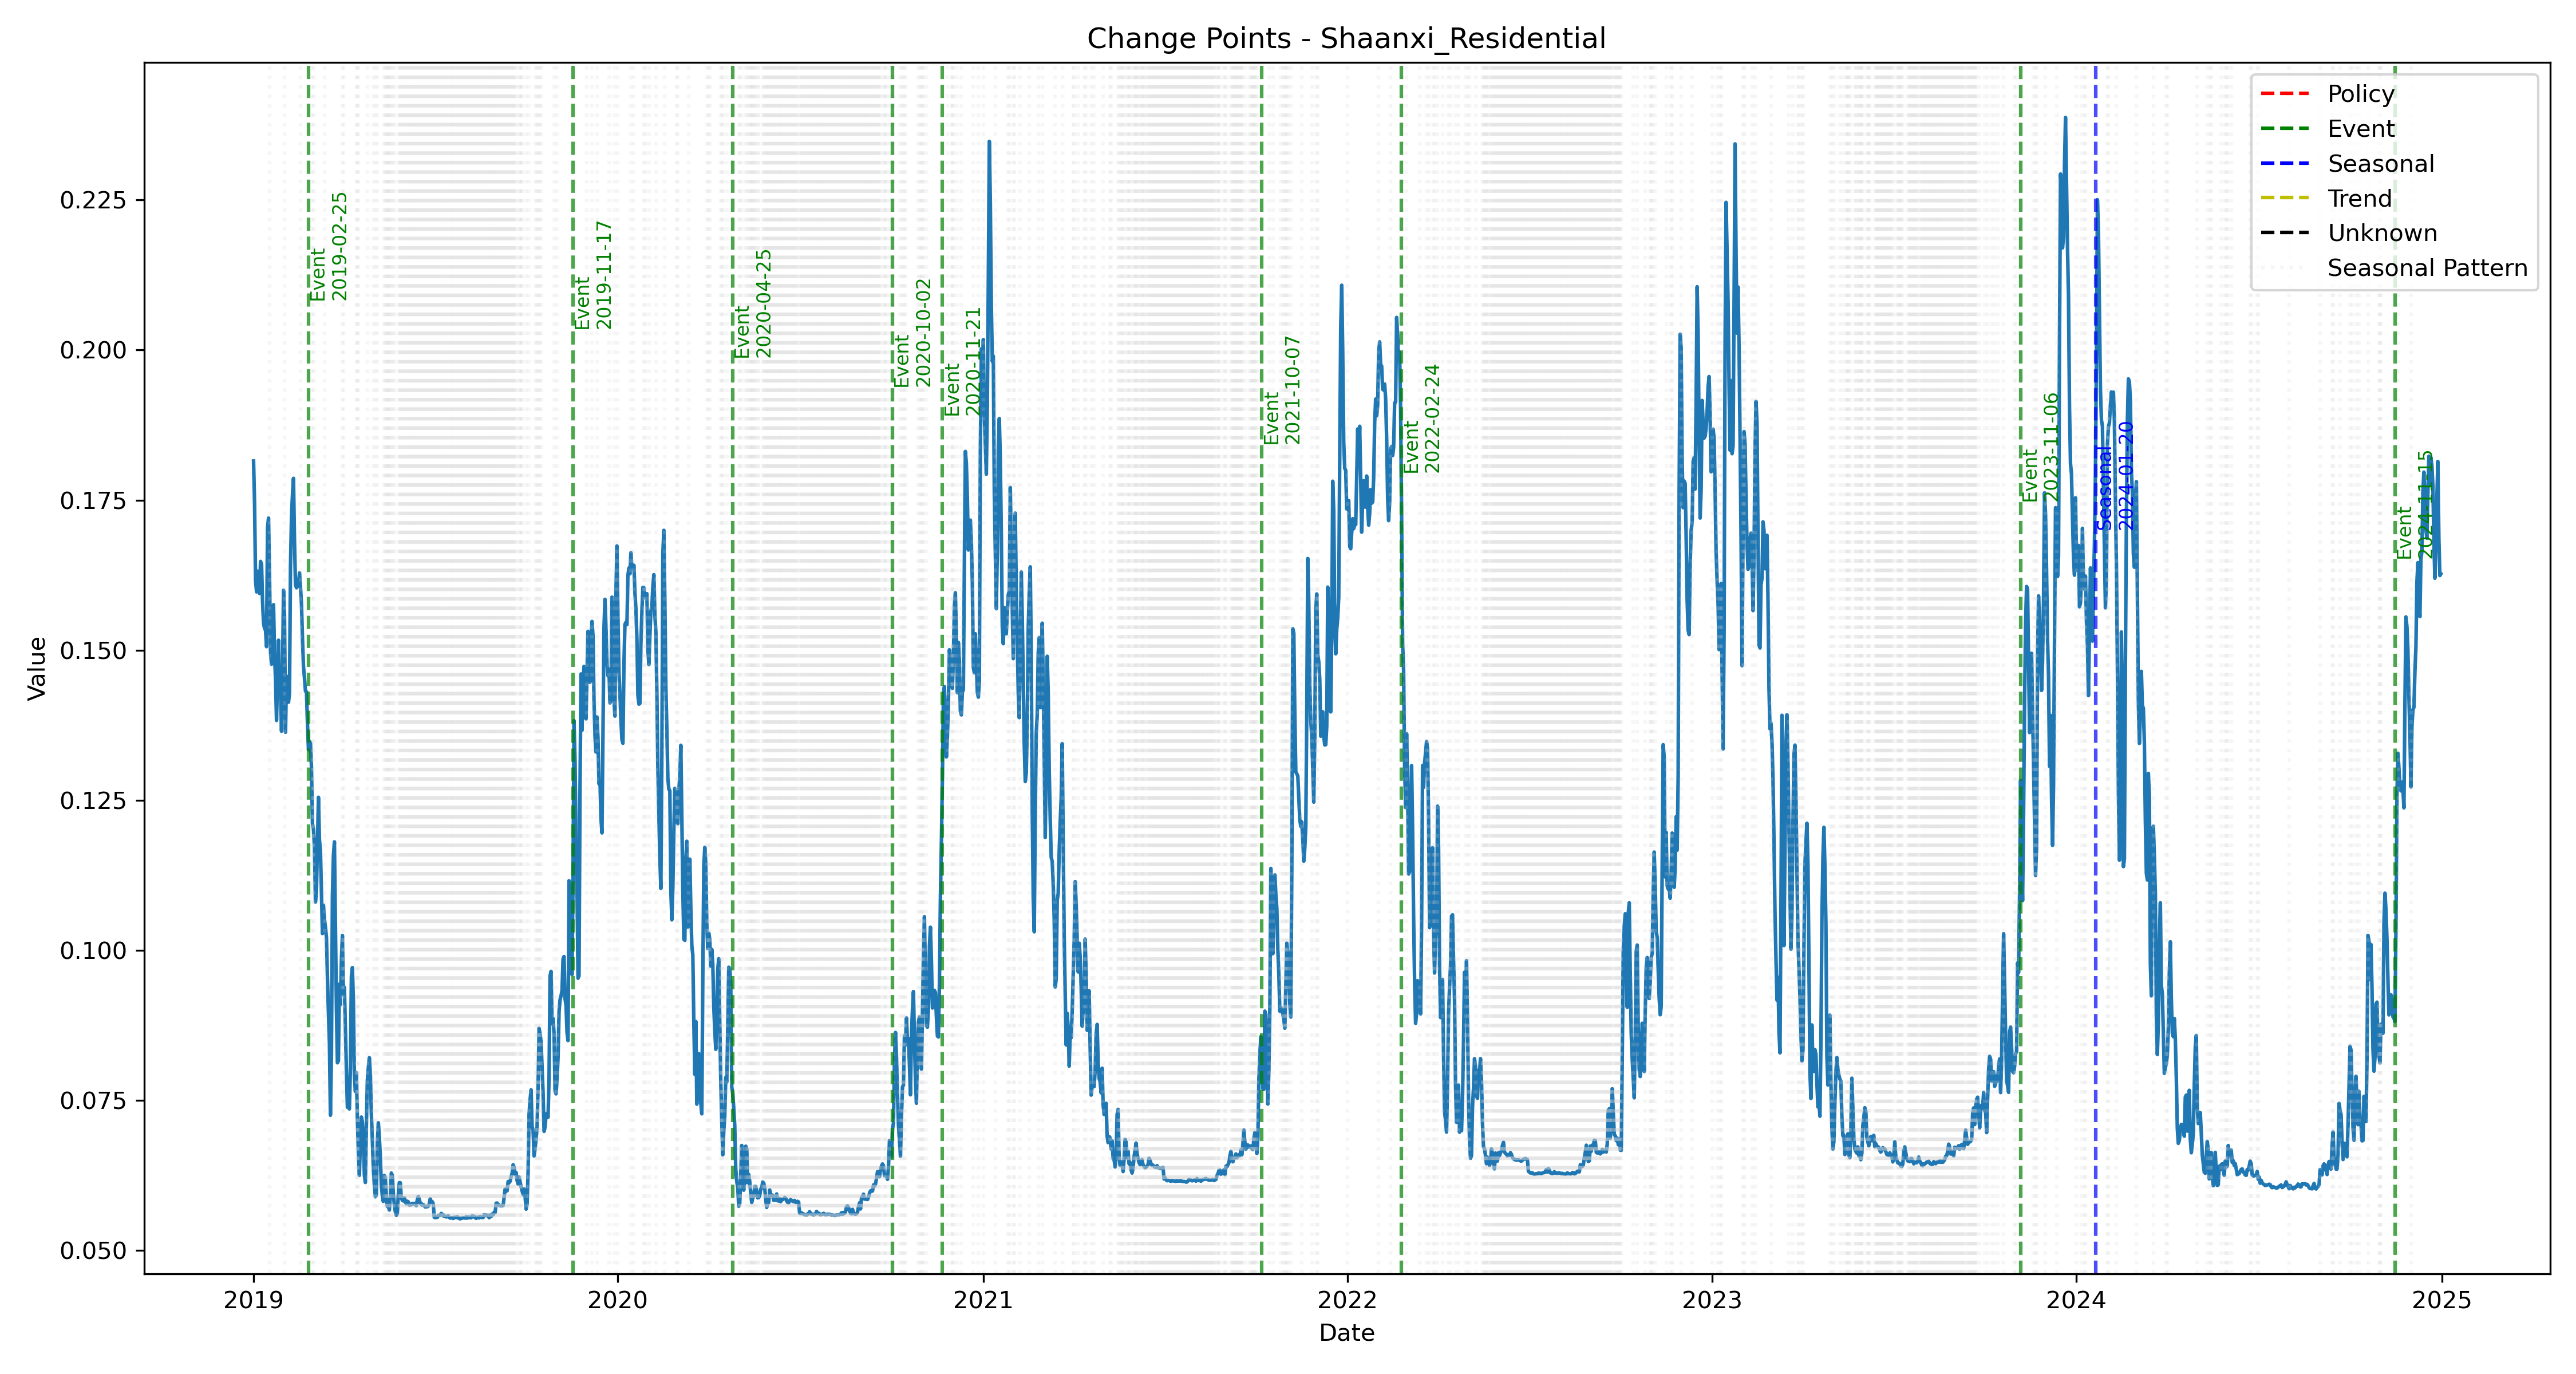 Change Points - Shaanxi_Residential
Policy
Event
Seasonal
Trend
Unknown
Seasonal Pattern
Event
2019-02-25
Event
2019-11-17
Event
2020-04-25
Event
2020-10-02
Event
2020-11-21
Event
2021-10-07
Event
2022-02-24
Event
2023-11-06
Seasonal
2024-01-20
Event
2024-11-15
Value
0.225
0.200
0.175
0.150
0.125
0.100
0.075
0.050
2019
2020
2021
2022
2023
2024
2025
Date